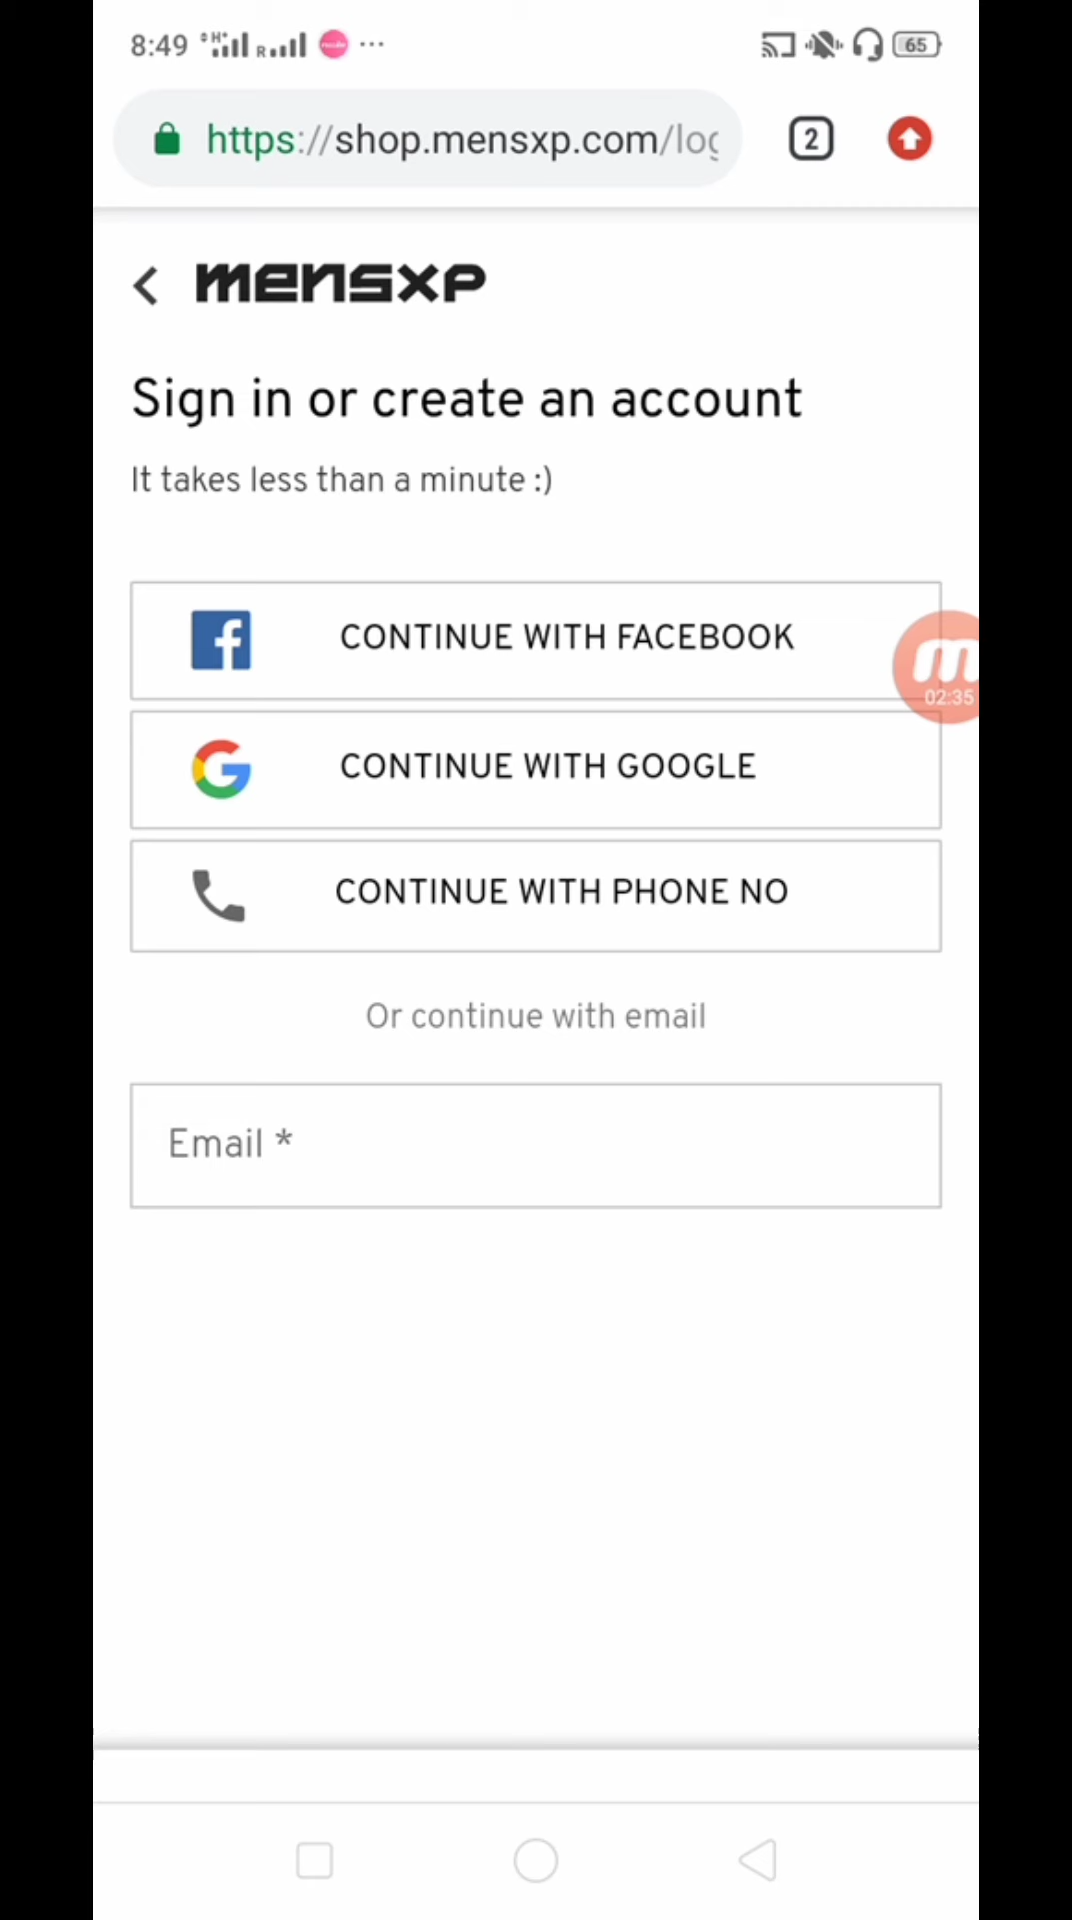 8:49 H+ R 65
https://shop.mensxp.com/log 2
mensxp
Sign in or create an account
It takes less than a minute :)
CONTINUE WITH FACEBOOK
m
02:35
CONTINUE WITH GOOGLE
CONTINUE WITH PHONE NO
Or continue with email
Email *